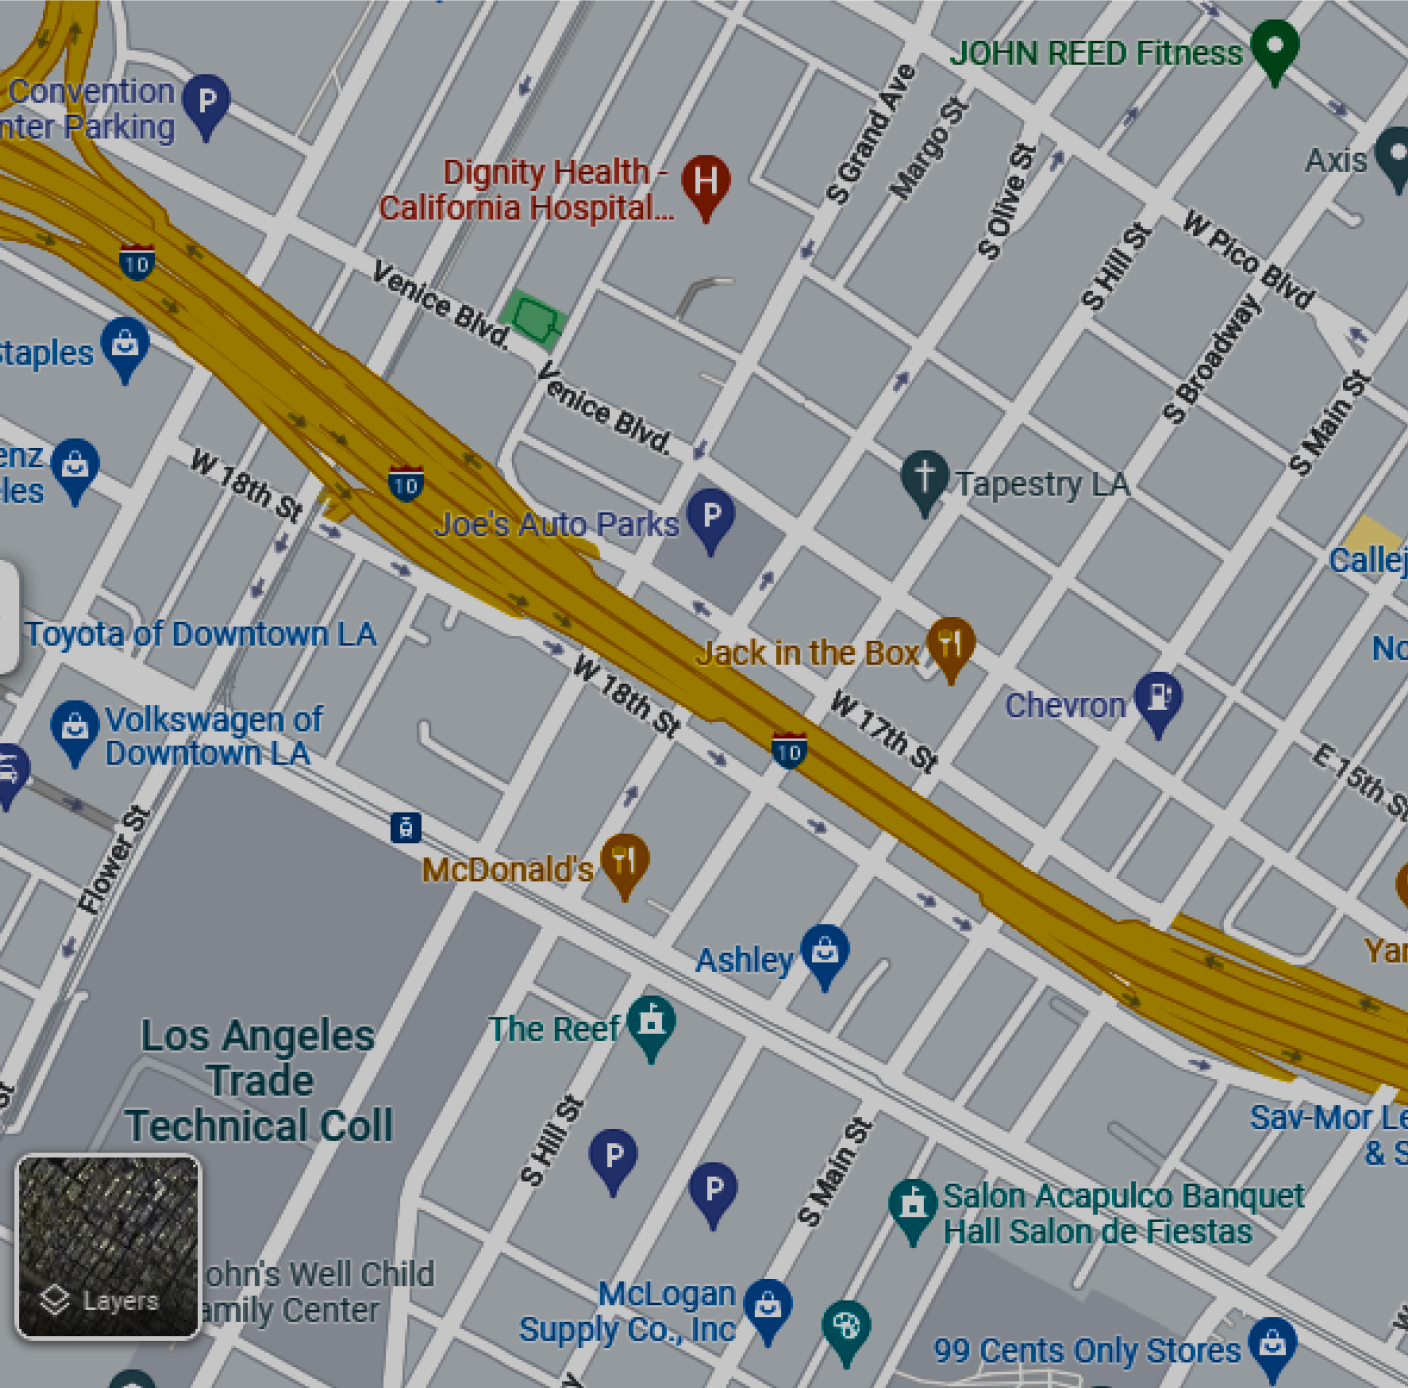 JOHN REED Fitness
Convention
nter Parking
P
S Grand Ave
Margo St
Axis
Dignity Health -
California Hospital...
H
S Olive St
W Pico Blvd
S Hill St
10
Venice Blvd.
S Broadway
Staples
Venice Blvd.
S Main St
W 18th St
enz
eles
10
Tapestry LA
Joe's Auto Parks
P
Callej
Toyota of Downtown LA
Jack in the Box
No
W 18th St
Chevron
W 17th St
Volkswagen of
Downtown LA
10
E 15th St
Flower St
McDonald's
Ashley
Yar
The Reef
Los Angeles
Trade
Technical Coll
St
S Hill St
P
P
S Main St
Sav-Mor Le
& S
Salon Acapulco Banquet
Hall Salon de Fiestas
ohn's Well Child
amily Center
Layers
McLogan
Supply Co., Inc
99 Cents Only Stores